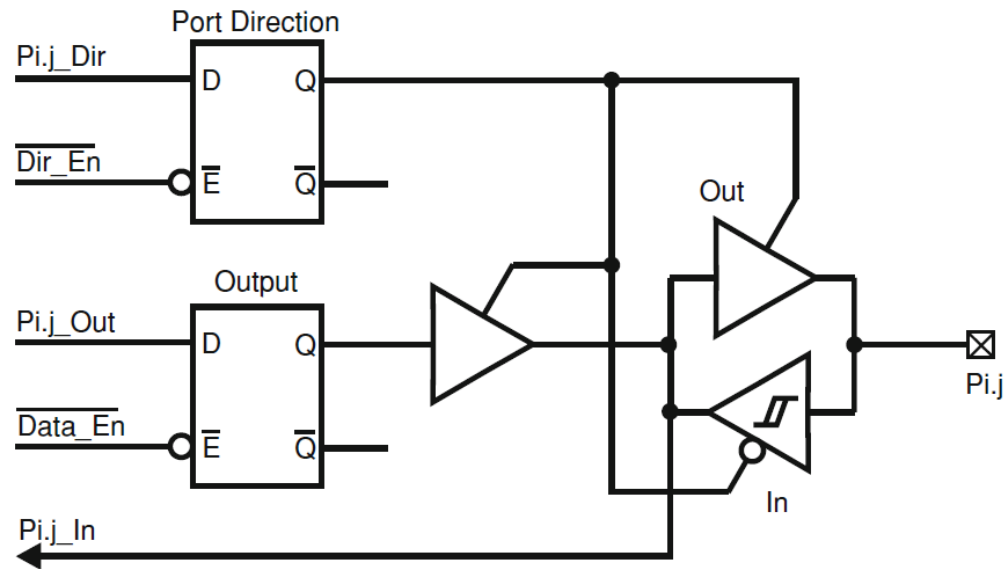 Port Direction
Pi.j_Dir
D
Q
Dir_En
E
Q
Out
Output
Pi.j_Out
D
Q
Pi.j
Data_En
E
Q
In
Pi.j_In